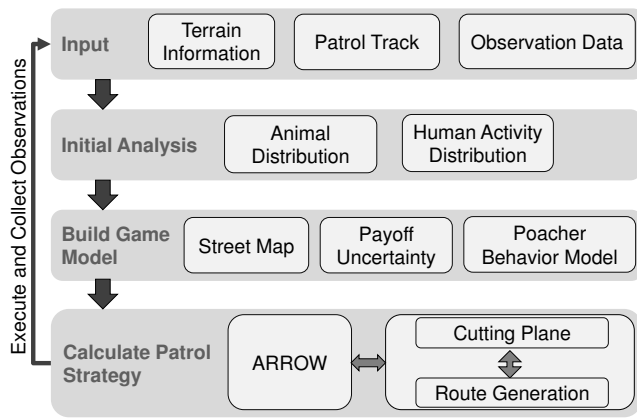 Execute and Collect Observations
Input
Terrain
Information
Patrol Track
Observation Data
Initial Analysis
Animal
Distribution
Human Activity
Distribution
Build Game
Model
Street Map
Payoff
Uncertainty
Poacher
Behavior Model
Calculate Patrol
Strategy
ARROW
Cutting Plane
Route Generation